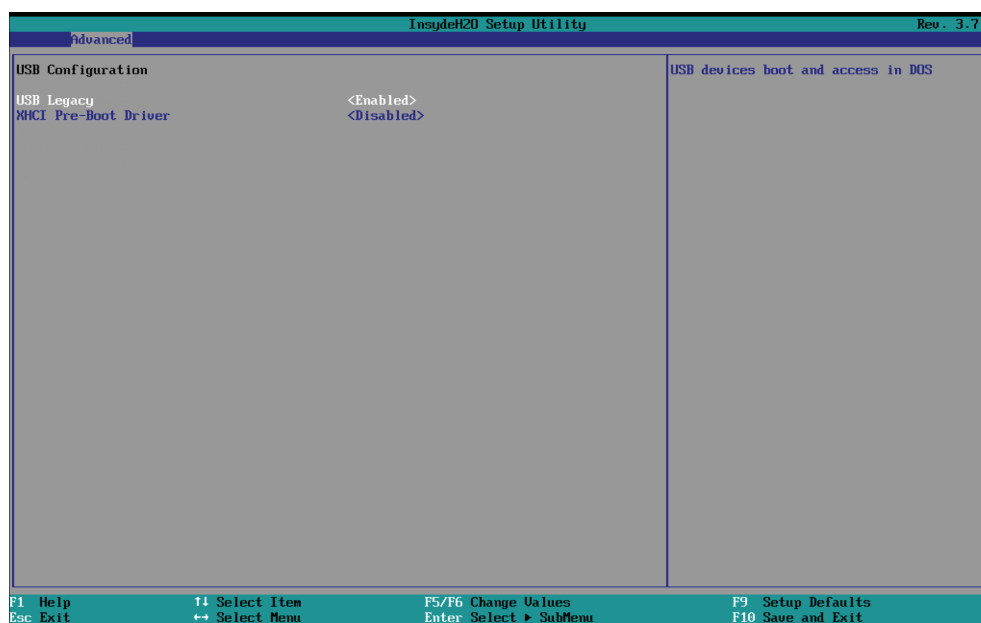 InsydeH20 Setup Utility Rev. 3.7
Advanced
USB Configuration
USB devices boot and access in DOS
USB Legacy <Enabled>
XHCI Pre-Boot Driver <Disabled>
F1 Help ↑↓ Select Item F5/F6 Change Values F9 Setup Defaults
Esc Exit ↔ Select Menu Enter Select ▶ SubMenu F10 Save and Exit